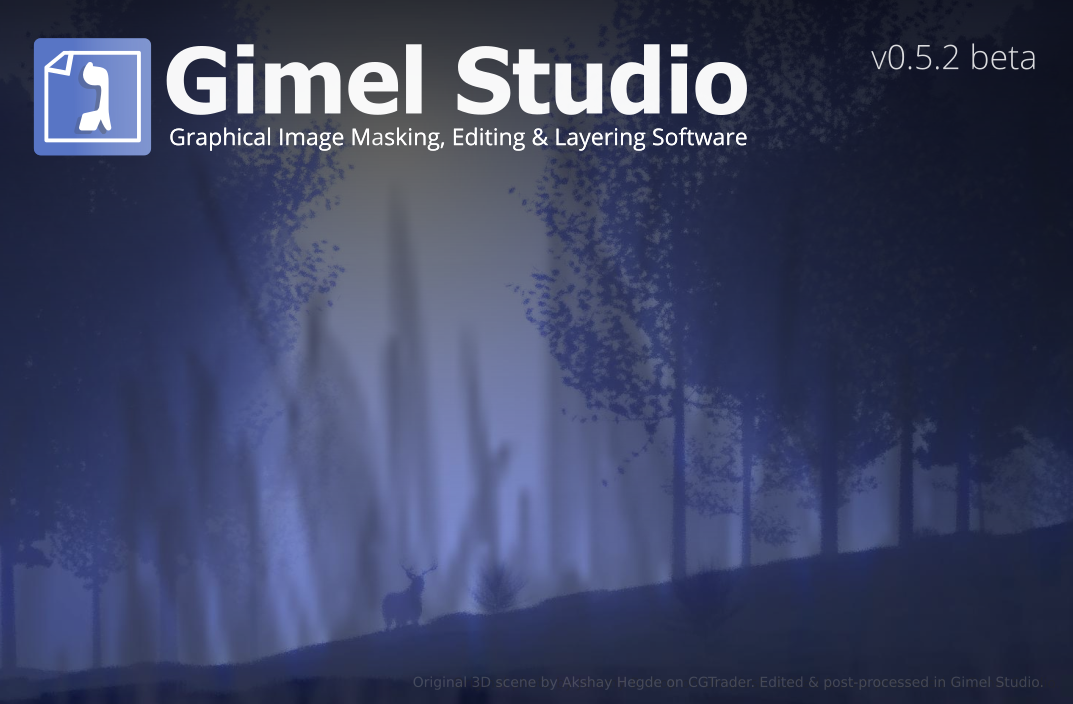 ג
Gimel Studio
v0.5.2 beta
Graphical Image Masking, Editing & Layering Software
Original 3D scene by Akshay Hegde on CGTrader. Edited & post-processed in Gimel Studio.